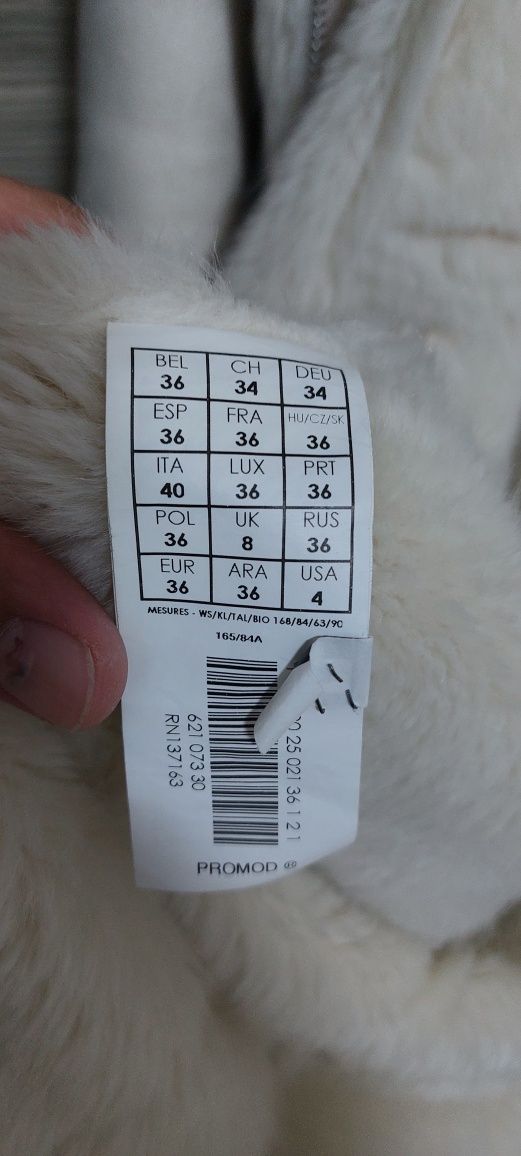 BEL CH DEU
36 34 34
ESP FRA HU/CZ/SK
36 36 36
ITA LUX PRT
40 36 36
POL UK RUS
36 8 36
EUR ARA USA
36 36 4
MESURES - WS/KL/TAL/BIO 168/84/63/90
165/84A
25 021 36 1 2 1
621 073 30
RN137163
PROMOD ®